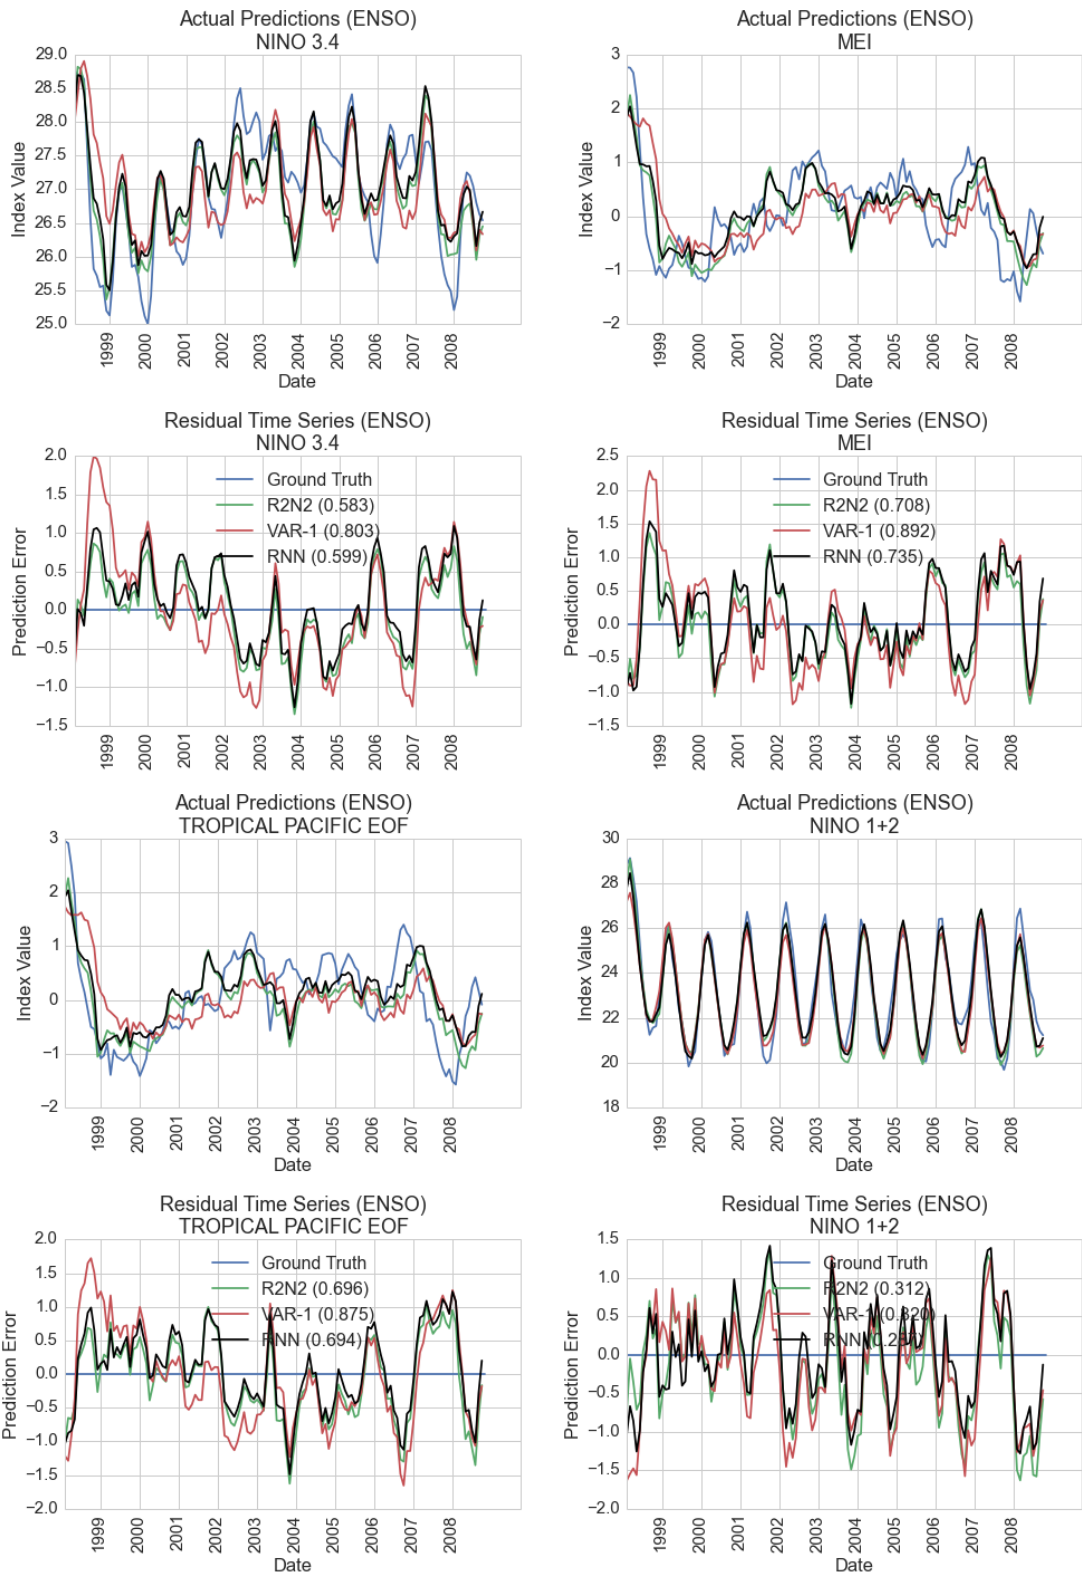 Actual Predictions (ENSO)
NINO 3.4
29.0
28.5
28.0
27.5
27.0
26.5
26.0
25.5
25.0
Index Value
1999
2000
2001
2002
2003
2004
2005
2006
2007
2008
Date
Actual Predictions (ENSO)
MEI
3
2
1
0
−1
−2
Index Value
1999
2000
2001
2002
2003
2004
2005
2006
2007
2008
Date
Residual Time Series (ENSO)
NINO 3.4
2.0
1.5
1.0
0.5
0.0
−0.5
−1.0
−1.5
Prediction Error
Ground Truth
R2N2 (0.583)
VAR-1 (0.803)
RNN (0.599)
1999
2000
2001
2002
2003
2004
2005
2006
2007
2008
Date
Residual Time Series (ENSO)
MEI
2.5
2.0
1.5
1.0
0.5
0.0
−0.5
−1.0
−1.5
Prediction Error
Ground Truth
R2N2 (0.708)
VAR-1 (0.892)
RNN (0.735)
1999
2000
2001
2002
2003
2004
2005
2006
2007
2008
Date
Actual Predictions (ENSO)
TROPICAL PACIFIC EOF
3
2
1
0
−1
−2
Index Value
1999
2000
2001
2002
2003
2004
2005
2006
2007
2008
Date
Actual Predictions (ENSO)
NINO 1+2
30
28
26
24
22
20
18
Index Value
1999
2000
2001
2002
2003
2004
2005
2006
2007
2008
Date
Residual Time Series (ENSO)
TROPICAL PACIFIC EOF
2.0
1.5
1.0
0.5
0.0
−0.5
−1.0
−1.5
−2.0
Prediction Error
Ground Truth
R2N2 (0.696)
VAR-1 (0.875)
RNN (0.694)
1999
2000
2001
2002
2003
2004
2005
2006
2007
2008
Date
Residual Time Series (ENSO)
NINO 1+2
1.5
1.0
0.5
0.0
−0.5
−1.0
−1.5
−2.0
Prediction Error
Ground Truth
R2N2 (0.312)
VAR-1 (0.320)
RNN
1999
2000
2001
2002
2003
2004
2005
2006
2007
2008
Date